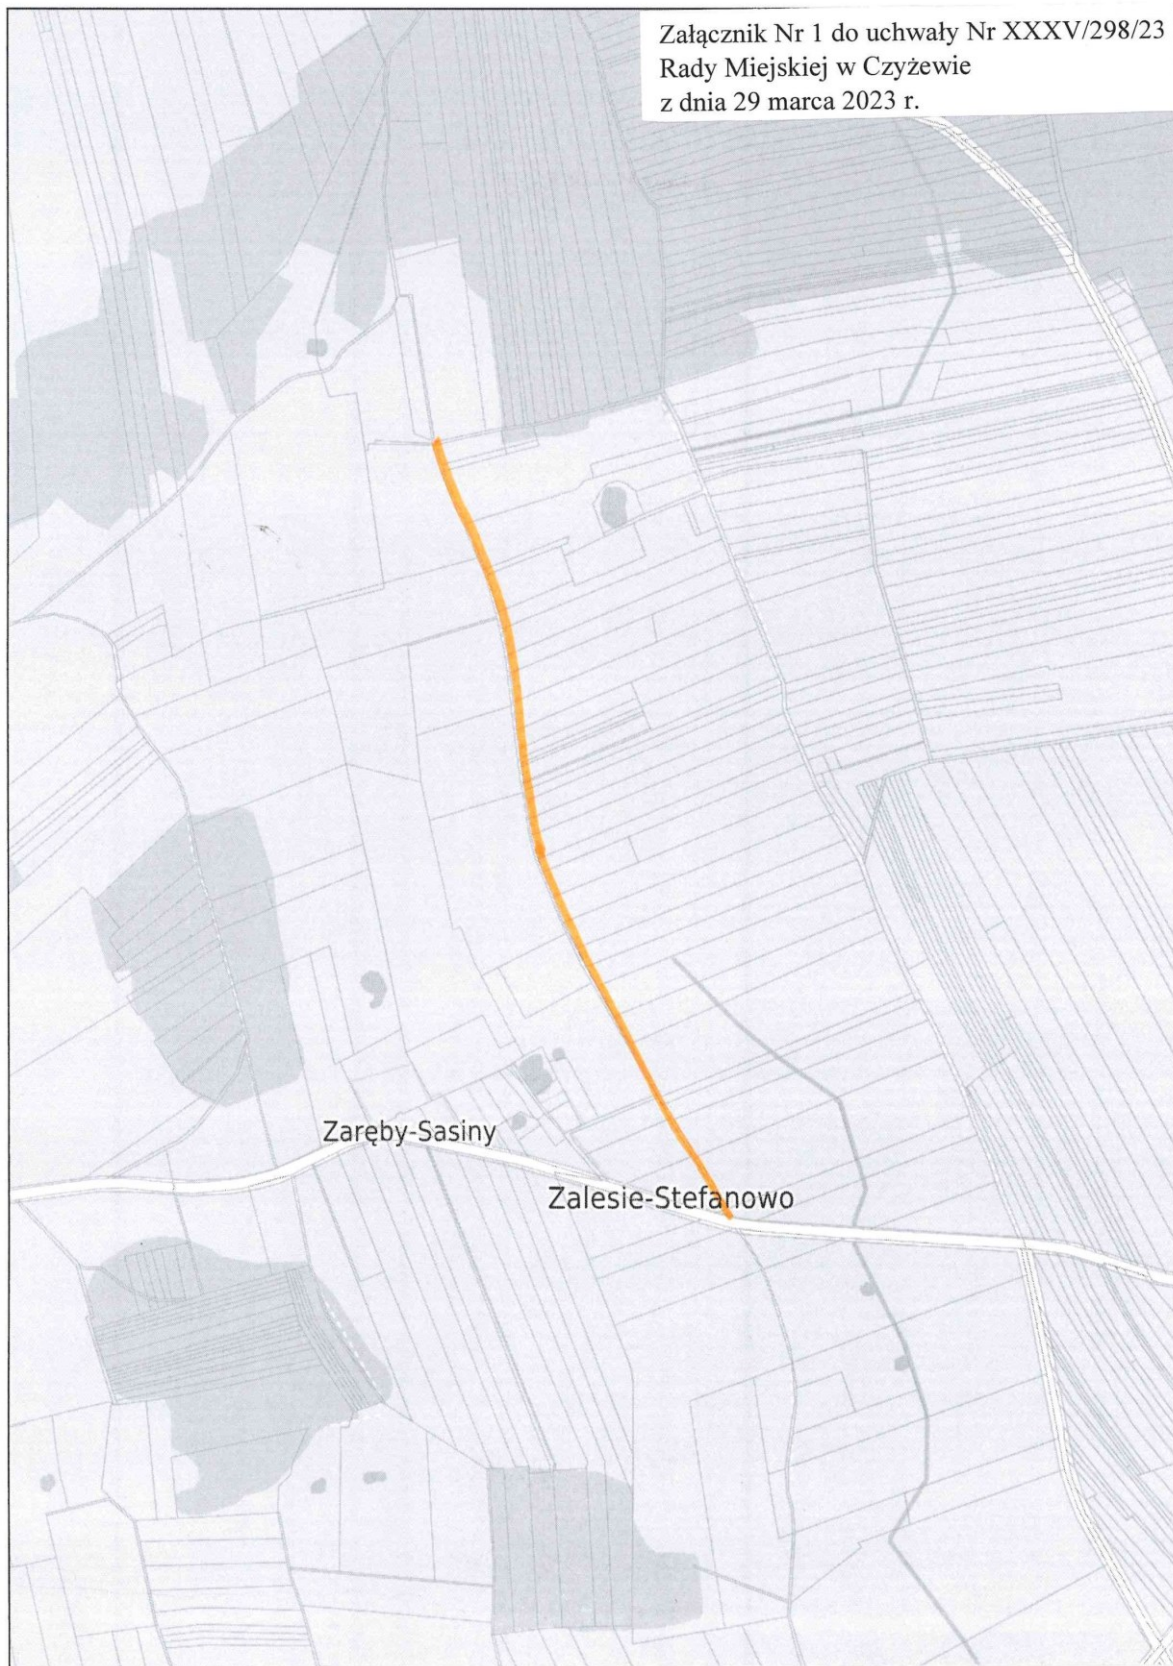 Załącznik Nr 1 do uchwały Nr XXXV/298/23
Rady Miejskiej w Czyżewie
z dnia 29 marca 2023 r.
Zaręby-Sasiny
Zalesie-Stefanowo